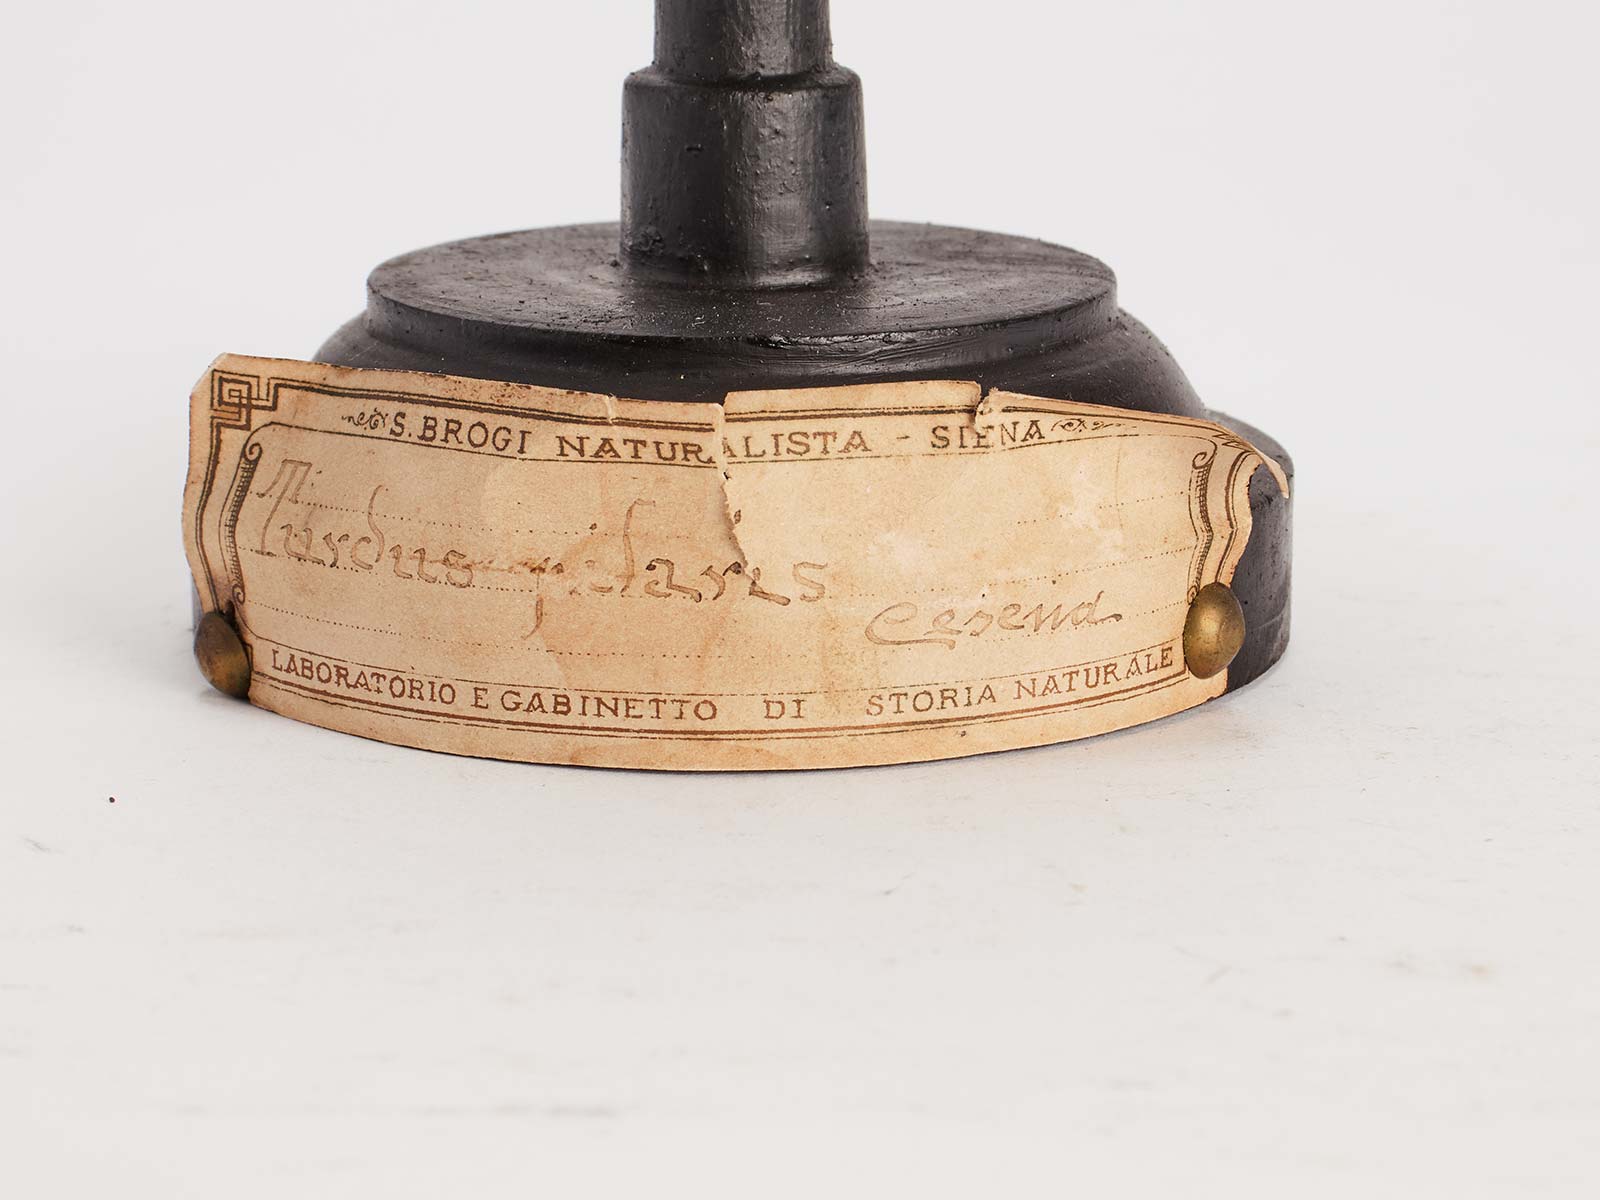 S. BROGI NATURALISTA - SIENA
Turdus pilaris
Cesena
LABORATORIO E GABINETTO DI STORIA NATURALE